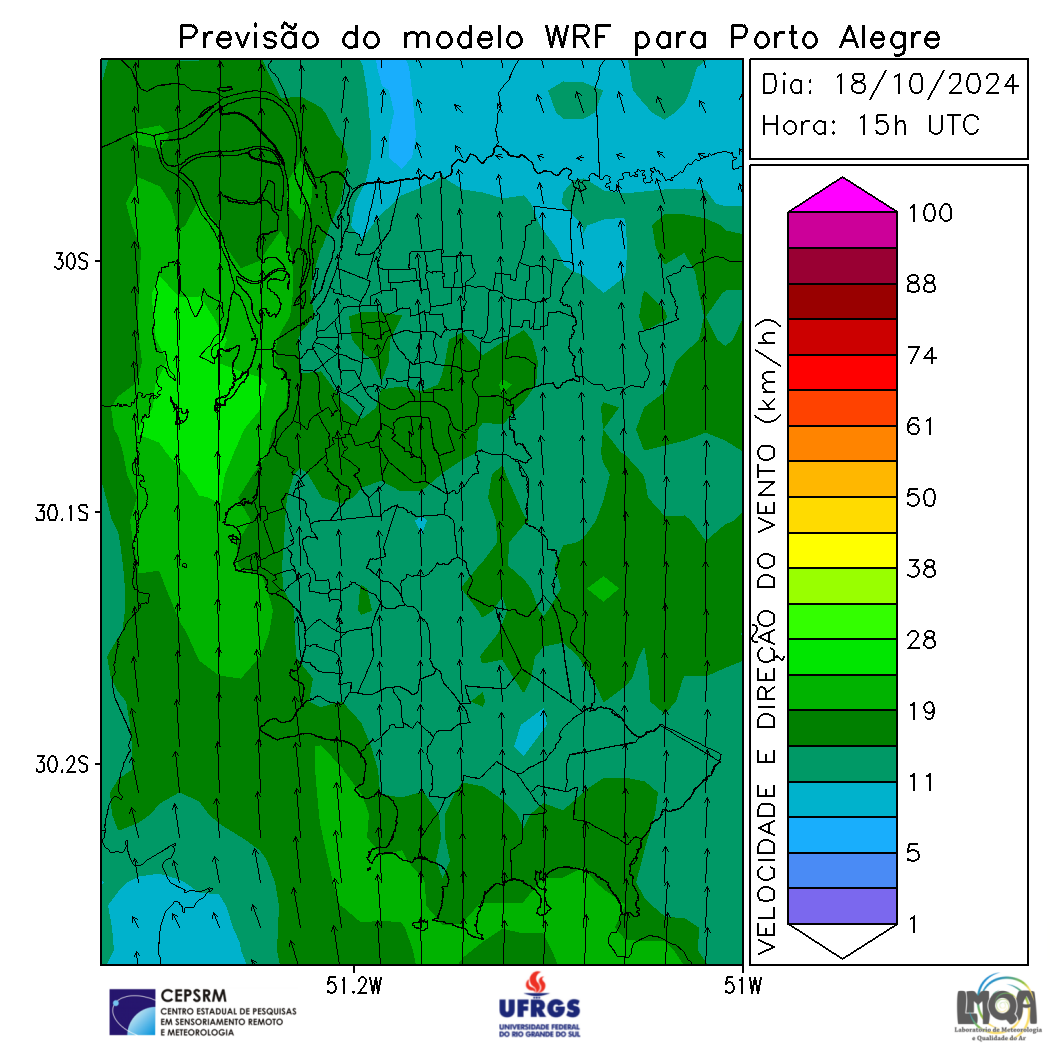 Previsão do modelo WRF para Porto Alegre
Dia: 18/10/2024
Hora: 15h UTC
30S
30.1S
30.2S
51.2W
51W
VELOCIDADE E DIREÇÃO DO VENTO (km/h)
100
88
74
61
50
38
28
19
11
5
1
CEPSRM
CENTRO ESTADUAL DE PESQUISAS
EM SENSORIAMENTO REMOTO
E METEOROLOGIA
UFRGS
UNIVERSIDADE FEDERAL
DO RIO GRANDE DO SUL
LMQA
Laboratório de Meteorologia
e Qualidade do Ar